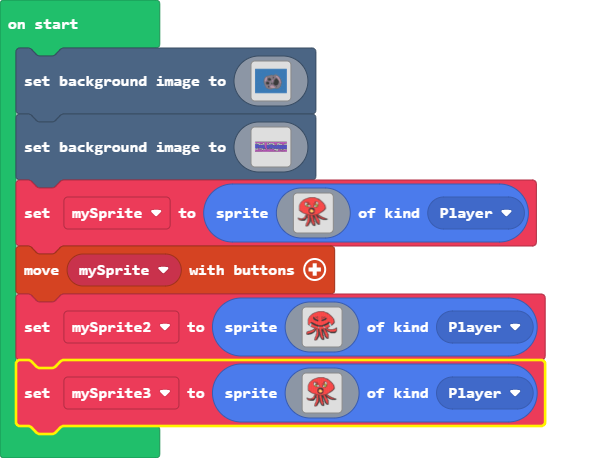 on start
set background image to
set background image to
set mySprite to sprite of kind Player
move mySprite with buttons
set mySprite2 to sprite of kind Player
set mySprite3 to sprite of kind Player